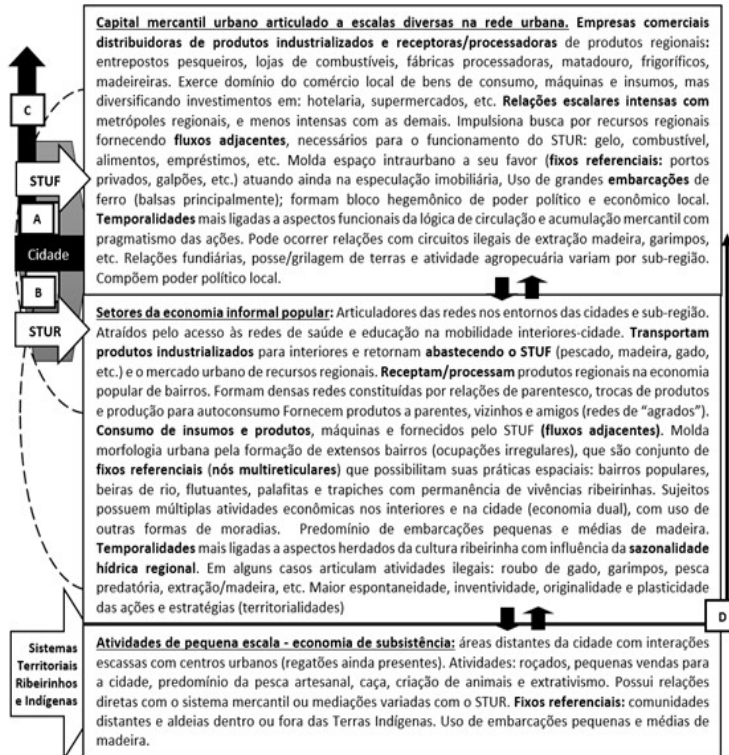 Capital mercantil urbano articulado a escalas diversas na rede urbana. Empresas comerciais
distribuidoras de produtos industrializados e receptoras/processadoras de produtos regionais:
entrepostos pesqueiros, lojas de combustíveis, fábricas processadoras, matadouro, frigoríficos,
madeireiras. Exerce domínio do comércio local de bens de consumo, máquinas e insumos, mas
diversificando investimentos em: hotelaria, supermercados, etc. Relações escalares intensas com
metrópoles regionais, e menos intensas com as demais. Impulsiona busca por recursos regionais
fornecendo fluxos adjacentes, necessários para o funcionamento do STUR: gelo, combustível,
alimentos, empréstimos, etc. Molda espaço intraurbano a seu favor (fixos referenciais: portos
privados, galpões, etc.) atuando ainda na especulação imobiliária, Uso de grandes embarcações de
ferro (balsas principalmente); formam bloco hegemônico de poder político e econômico local.
Temporalidades mais ligadas a aspectos funcionais da lógica de circulação e acumulação mercantil com
pragmatismo das ações. Pode ocorrer relações com circuitos ilegais de extração madeira, garimpos,
etc. Relações fundiárias, posse/grilagem de terras e atividade agropecuária variam por sub-região.
Compõem poder político local.
C
STUF
A
Cidade
B
STUR
Setores da economia informal popular: Articuladores das redes nos entornos das cidades e sub-região.
Atraídos pelo acesso às redes de saúde e educação na mobilidade interiores-cidade. Transportam
produtos industrializados para interiores e retornam abastecendo o STUF (pescado, madeira, gado,
etc.) e o mercado urbano de recursos regionais. Receptam/processam produtos regionais na economia
popular de bairros. Formam densas redes constituídas por relações de parentesco, trocas de produtos
e produção para autoconsumo Fornecem produtos a parentes, vizinhos e amigos (redes de “agrados”).
Consumo de insumos e produtos, máquinas e fornecidos pelo STUF (fluxos adjacentes). Molda
morfologia urbana pela formação de extensos bairros (ocupações irregulares), que são conjunto de
fixos referenciais (nós multireticulares) que possibilitam suas práticas espaciais: bairros populares,
beiras de rio, flutuantes, palafitas e trapiches com permanência de vivências ribeirinhas. Sujeitos
possuem múltiplas atividades econômicas nos interiores e na cidade (economia dual), com uso de
outras formas de moradias. Predomínio de embarcações pequenas e médias de madeira.
Temporalidades mais ligadas a aspectos herdados da cultura ribeirinha com influência da sazonalidade
hídrica regional. Em alguns casos articulam atividades ilegais: roubo de gado, garimpos, pesca
predatória, extração/madeira, etc. Maior espontaneidade, inventividade, originalidade e plasticidade
das ações e estratégias (territorialidades)
D
Sistemas
Territoriais
Ribeirinhos
e Indígenas
Atividades de pequena escala - economia de subsistência: áreas distantes da cidade com interações
escassas com centros urbanos (regatões ainda presentes). Atividades: roçados, pequenas vendas para
a cidade, predomínio da pesca artesanal, caça, criação de animais e extrativismo. Possui relações
diretas com o sistema mercantil ou mediações variadas com o STUR. Fixos referenciais: comunidades
distantes e aldeias dentro ou fora das Terras Indígenas. Uso de embarcações pequenas e médias de
madeira.